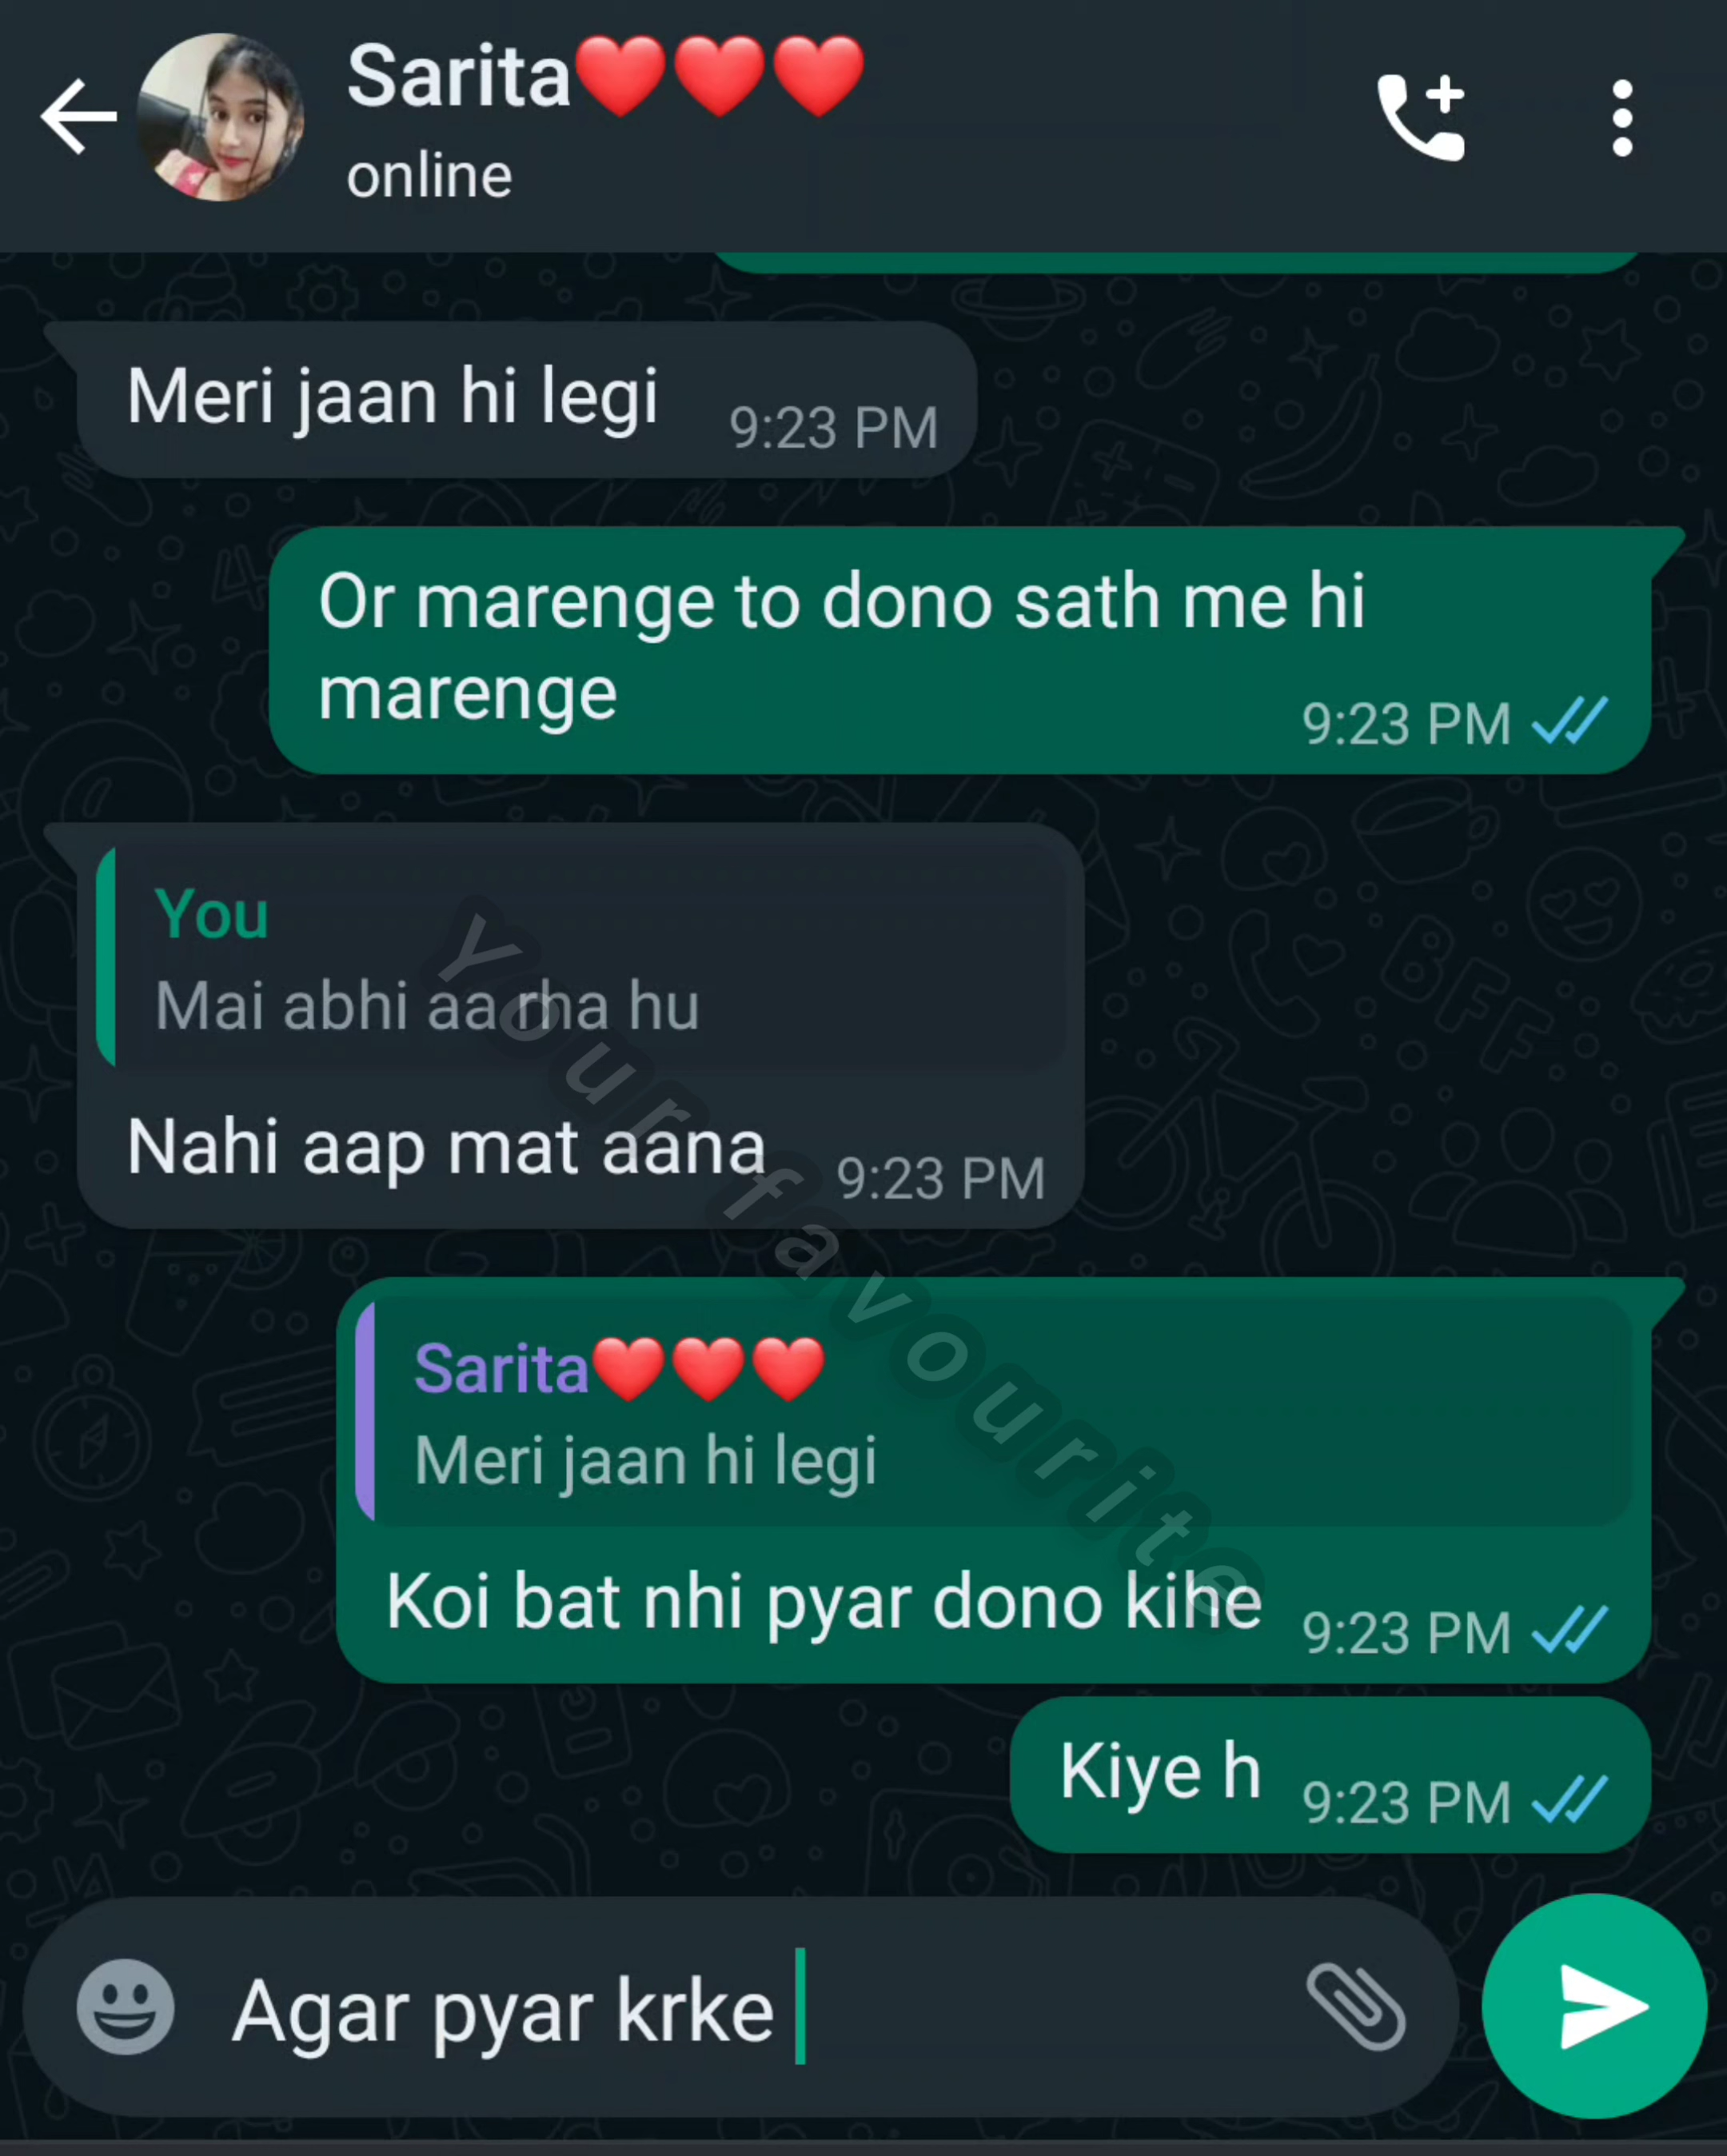 Sarita❤️❤️❤️
online
Meri jaan hi legi
9:23 PM
Or marenge to dono sath me hi
marenge
9:23 PM
You
Mai abhi aa rha hu
Nahi aap mat aana
9:23 PM
Sarita❤️❤️❤️
Meri jaan hi legi
Koi bat nhi pyar dono kihe
9:23 PM
Kiye h
9:23 PM
Agar pyar krke
Your favourite